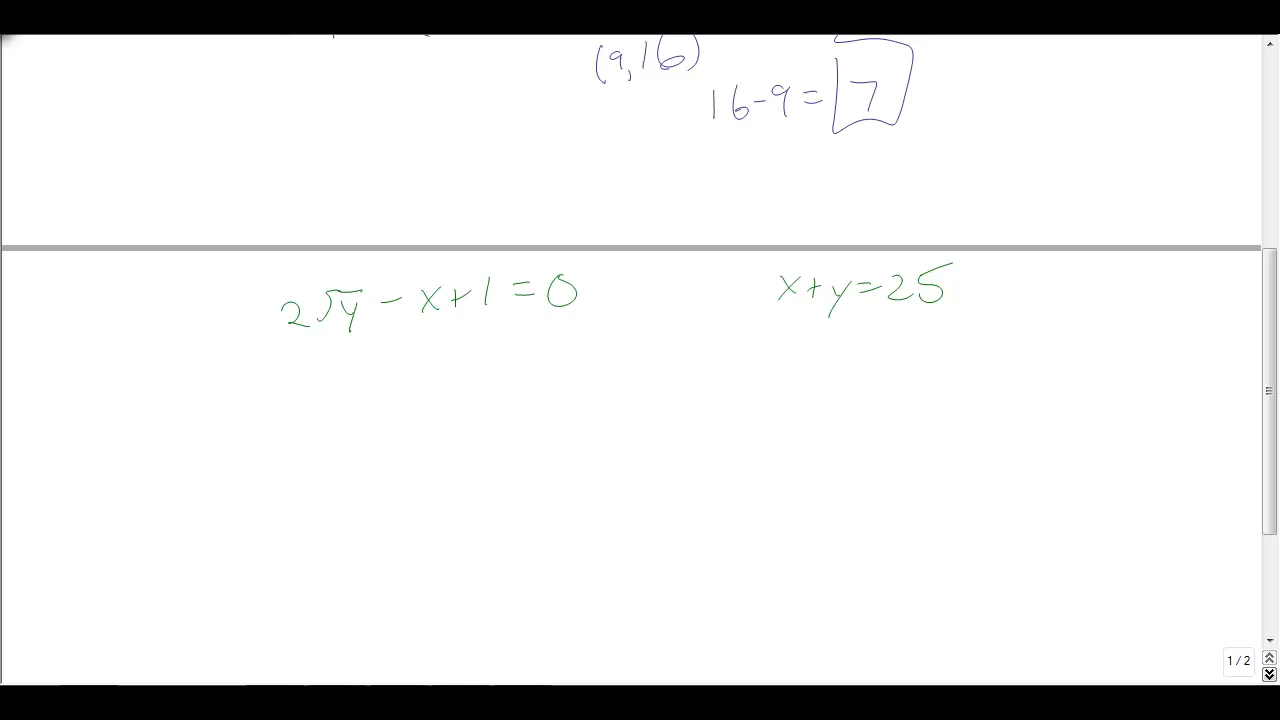 (9,16)
16-9=7
2√y - x+1=0 x+y=25
1/2